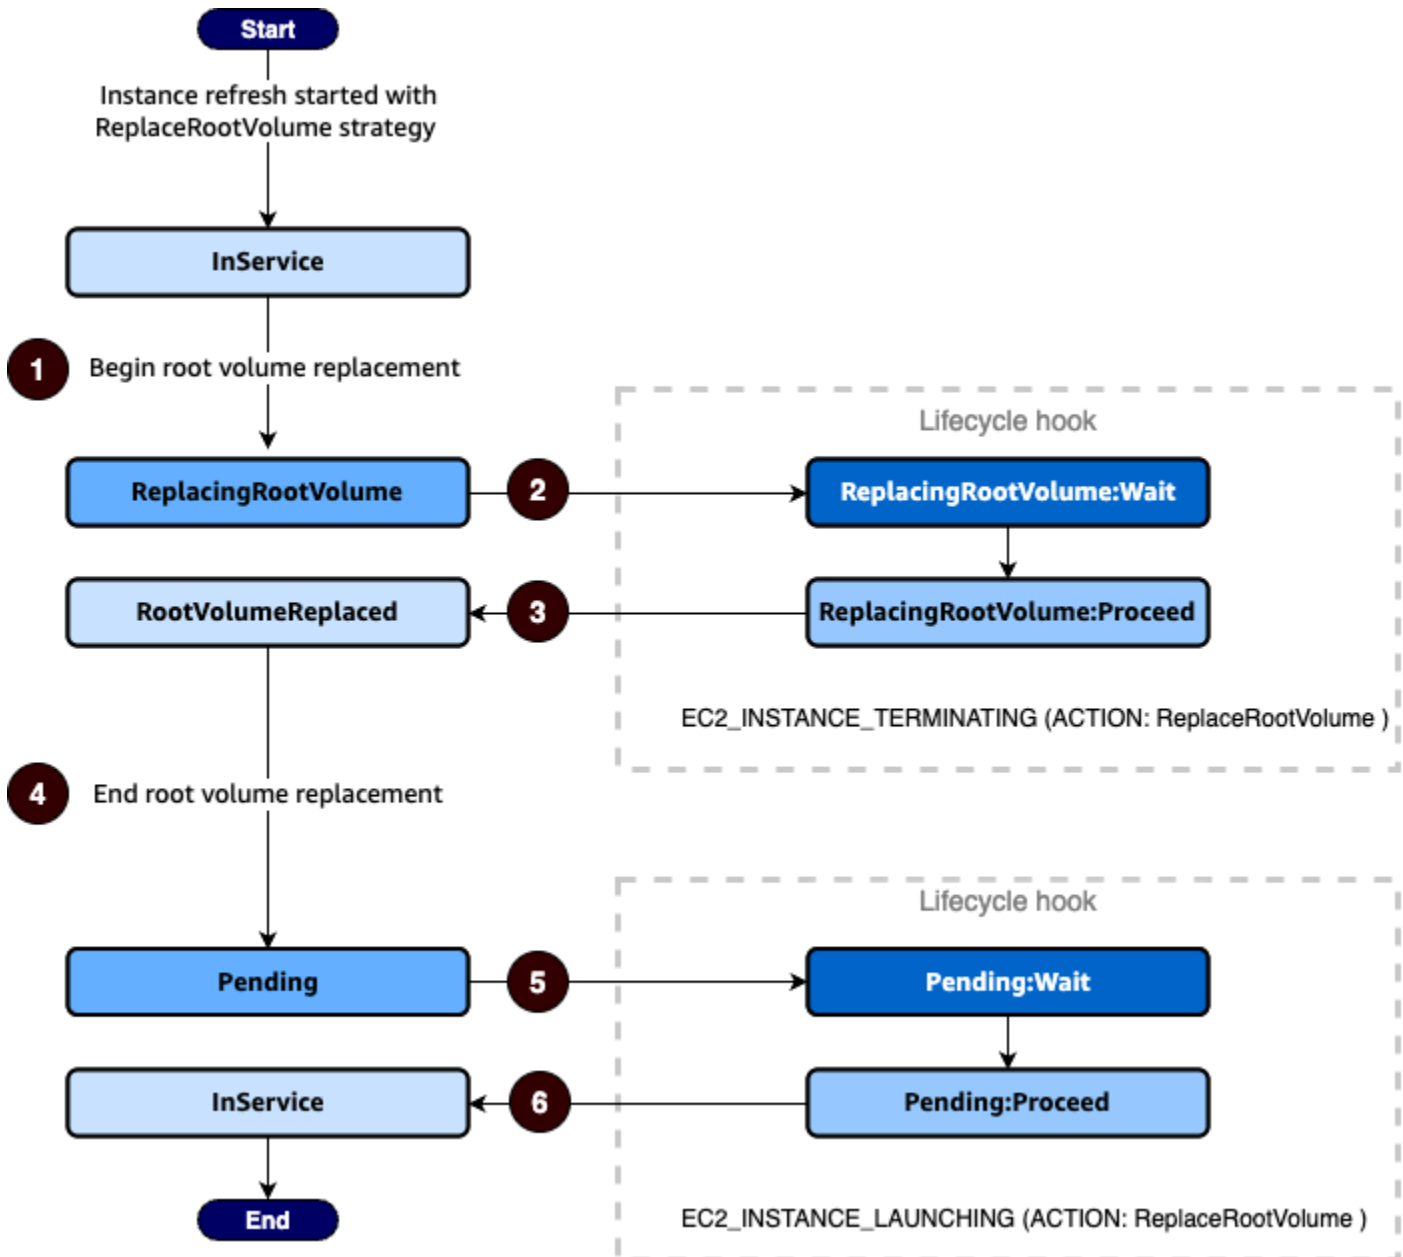 Start
Instance refresh started with
ReplaceRootVolume strategy
InService
1
Begin root volume replacement
Lifecycle hook
ReplacingRootVolume
2
ReplacingRootVolume:Wait
RootVolumeReplaced
3
ReplacingRootVolume:Proceed
EC2_INSTANCE_TERMINATING (ACTION: ReplaceRootVolume )
4
End root volume replacement
Lifecycle hook
Pending
5
Pending:Wait
InService
6
Pending:Proceed
End
EC2_INSTANCE_LAUNCHING (ACTION: ReplaceRootVolume )